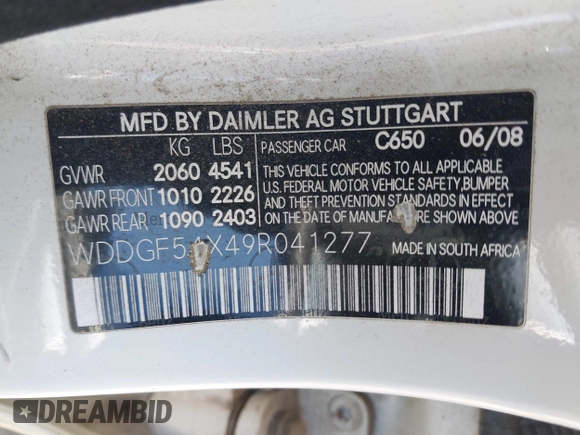 MFD BY DAIMLER AG STUTTGART
KG LBS PASSENGER CAR C650 06/08
GVWR 2060 4541
GAWR FRONT 1010 2226
GAWR REAR 1090 2403
THIS VEHICLE CONFORMS TO ALL APPLICABLE
U.S. FEDERAL MOTOR VEHICLE SAFETY, BUMPER
AND THEFT PREVENTION STANDARDS IN EFFECT
ON THE DATE OF MANUFACTURE SHOWN ABOVE.
MADE IN SOUTH AFRICA
DREAMBID